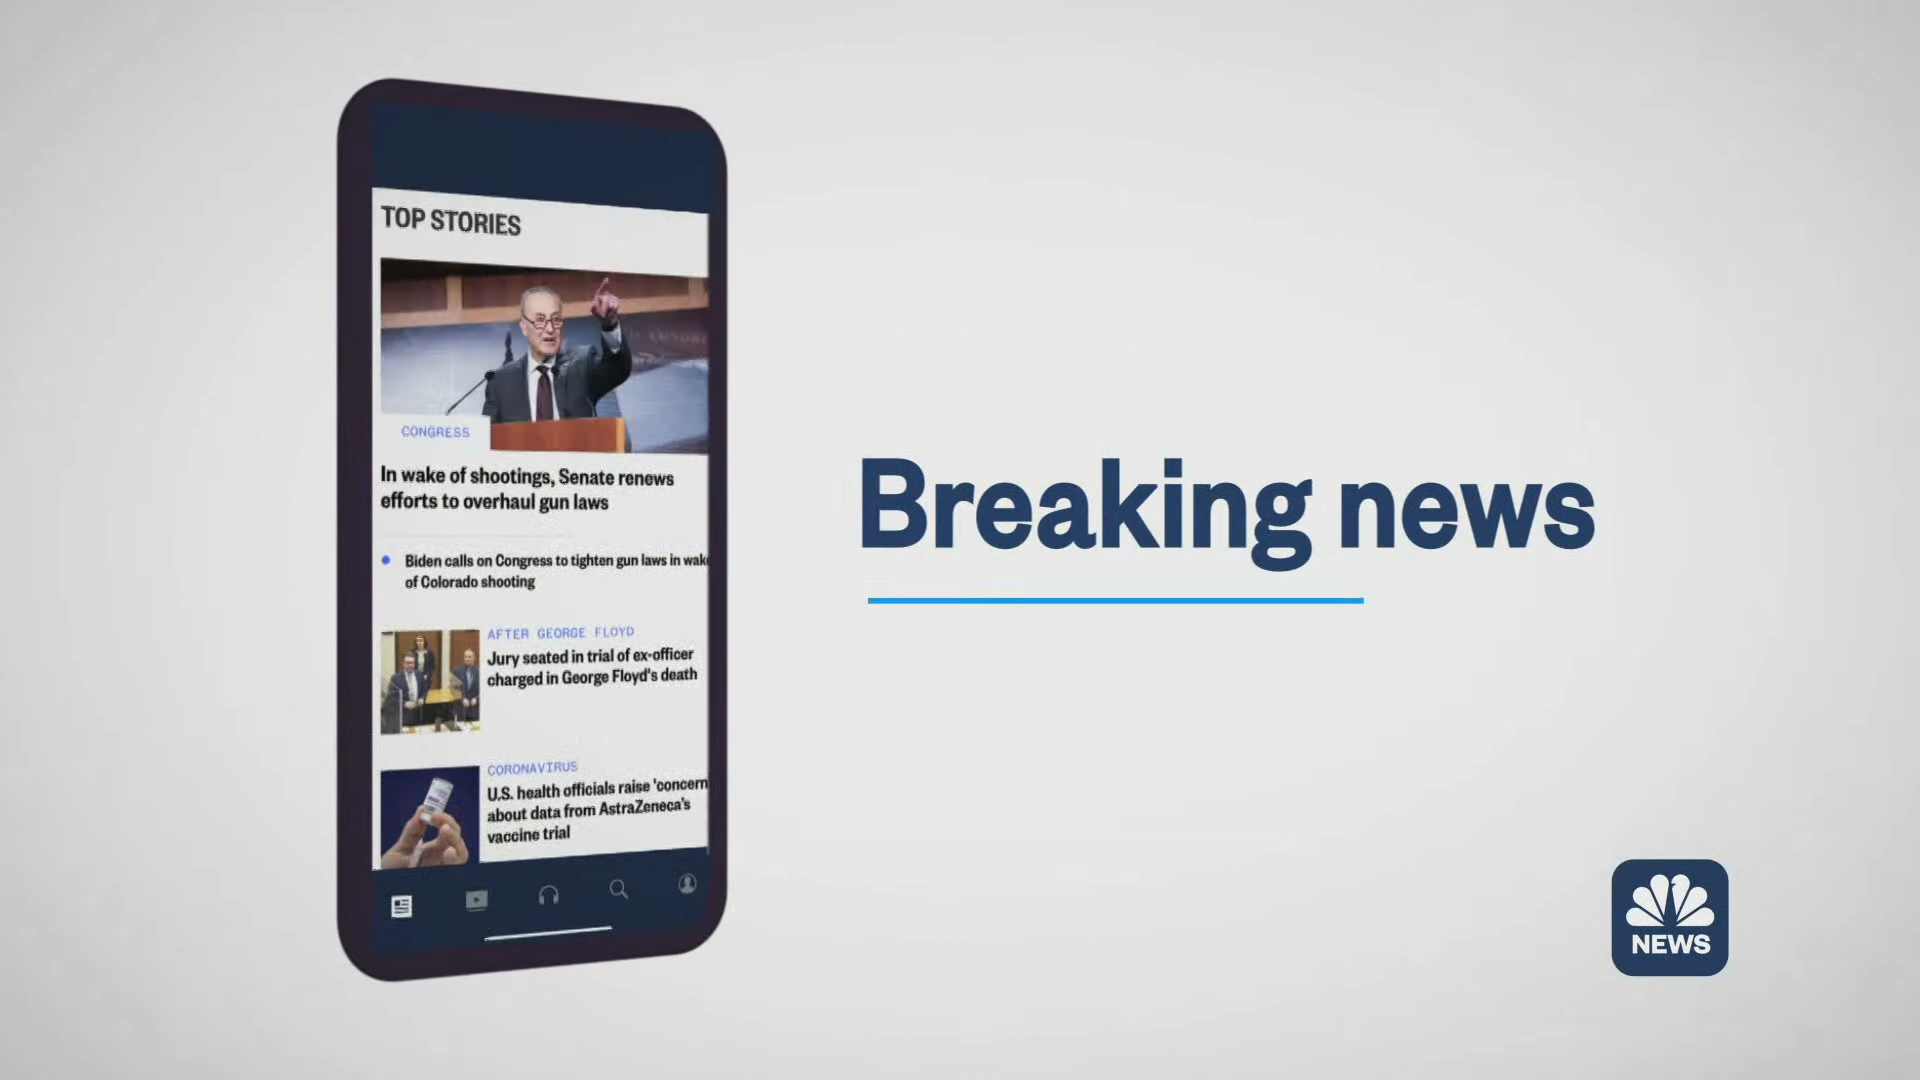 TOP STORIES
CONGRESS
In wake of shootings, Senate renews
efforts to overhaul gun laws
Biden calls on Congress to tighten gun laws in wake
of Colorado shooting
AFTER GEORGE FLOYD
Jury seated in trial of ex-officer
charged in George Floyd's death
CORONAVIRUS
U.S. health officials raise 'concern
about data from AstraZeneca's
vaccine trial
Breaking news
NEWS